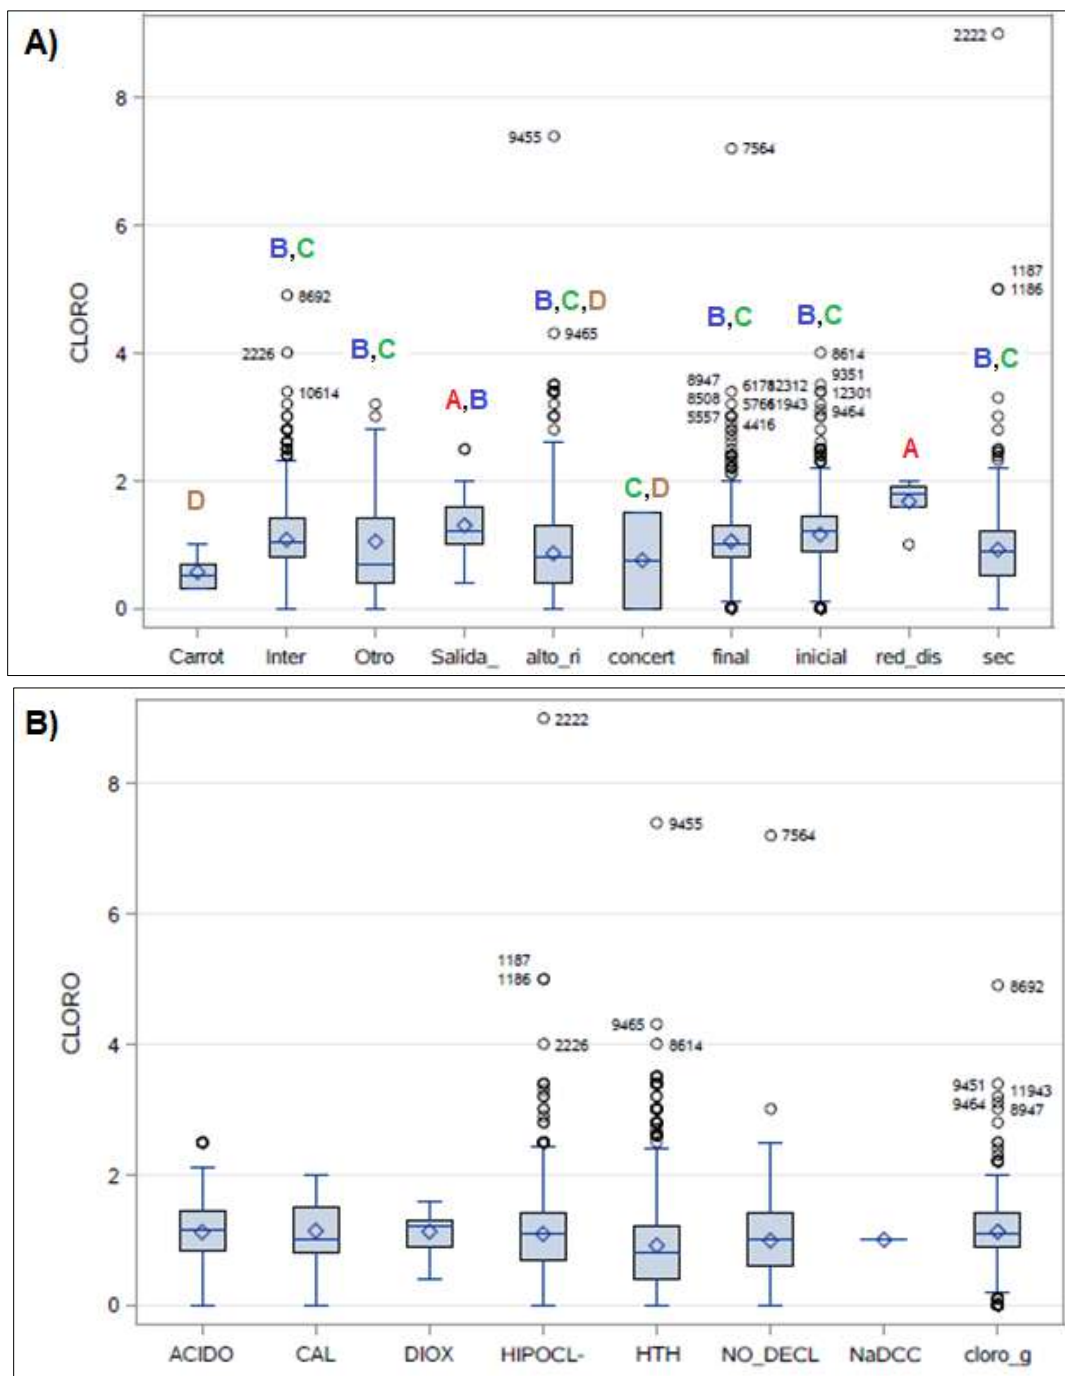 A)
2222
8
9455
7564
6
B,C
1187
1186
8692
B,C,D
B,C
B,C
CLORO
9465
B,C
B,C
4
2226
8614
10614
8947
8508
5557
4416
9351
12301
9464
A,B
A
C,D
D
2
0
Carrot Inter Otro Salida_ alto_ri concert final inicial red_dis sec
B)
2222
8
9455
7564
6
1187
1186
8692
CLORO
9465
4
2226
8614
9451
9464
11943
8947
2
0
ACIDO CAL DIOX HIPOCL- HTH NO_DECL NaDCC cloro_g